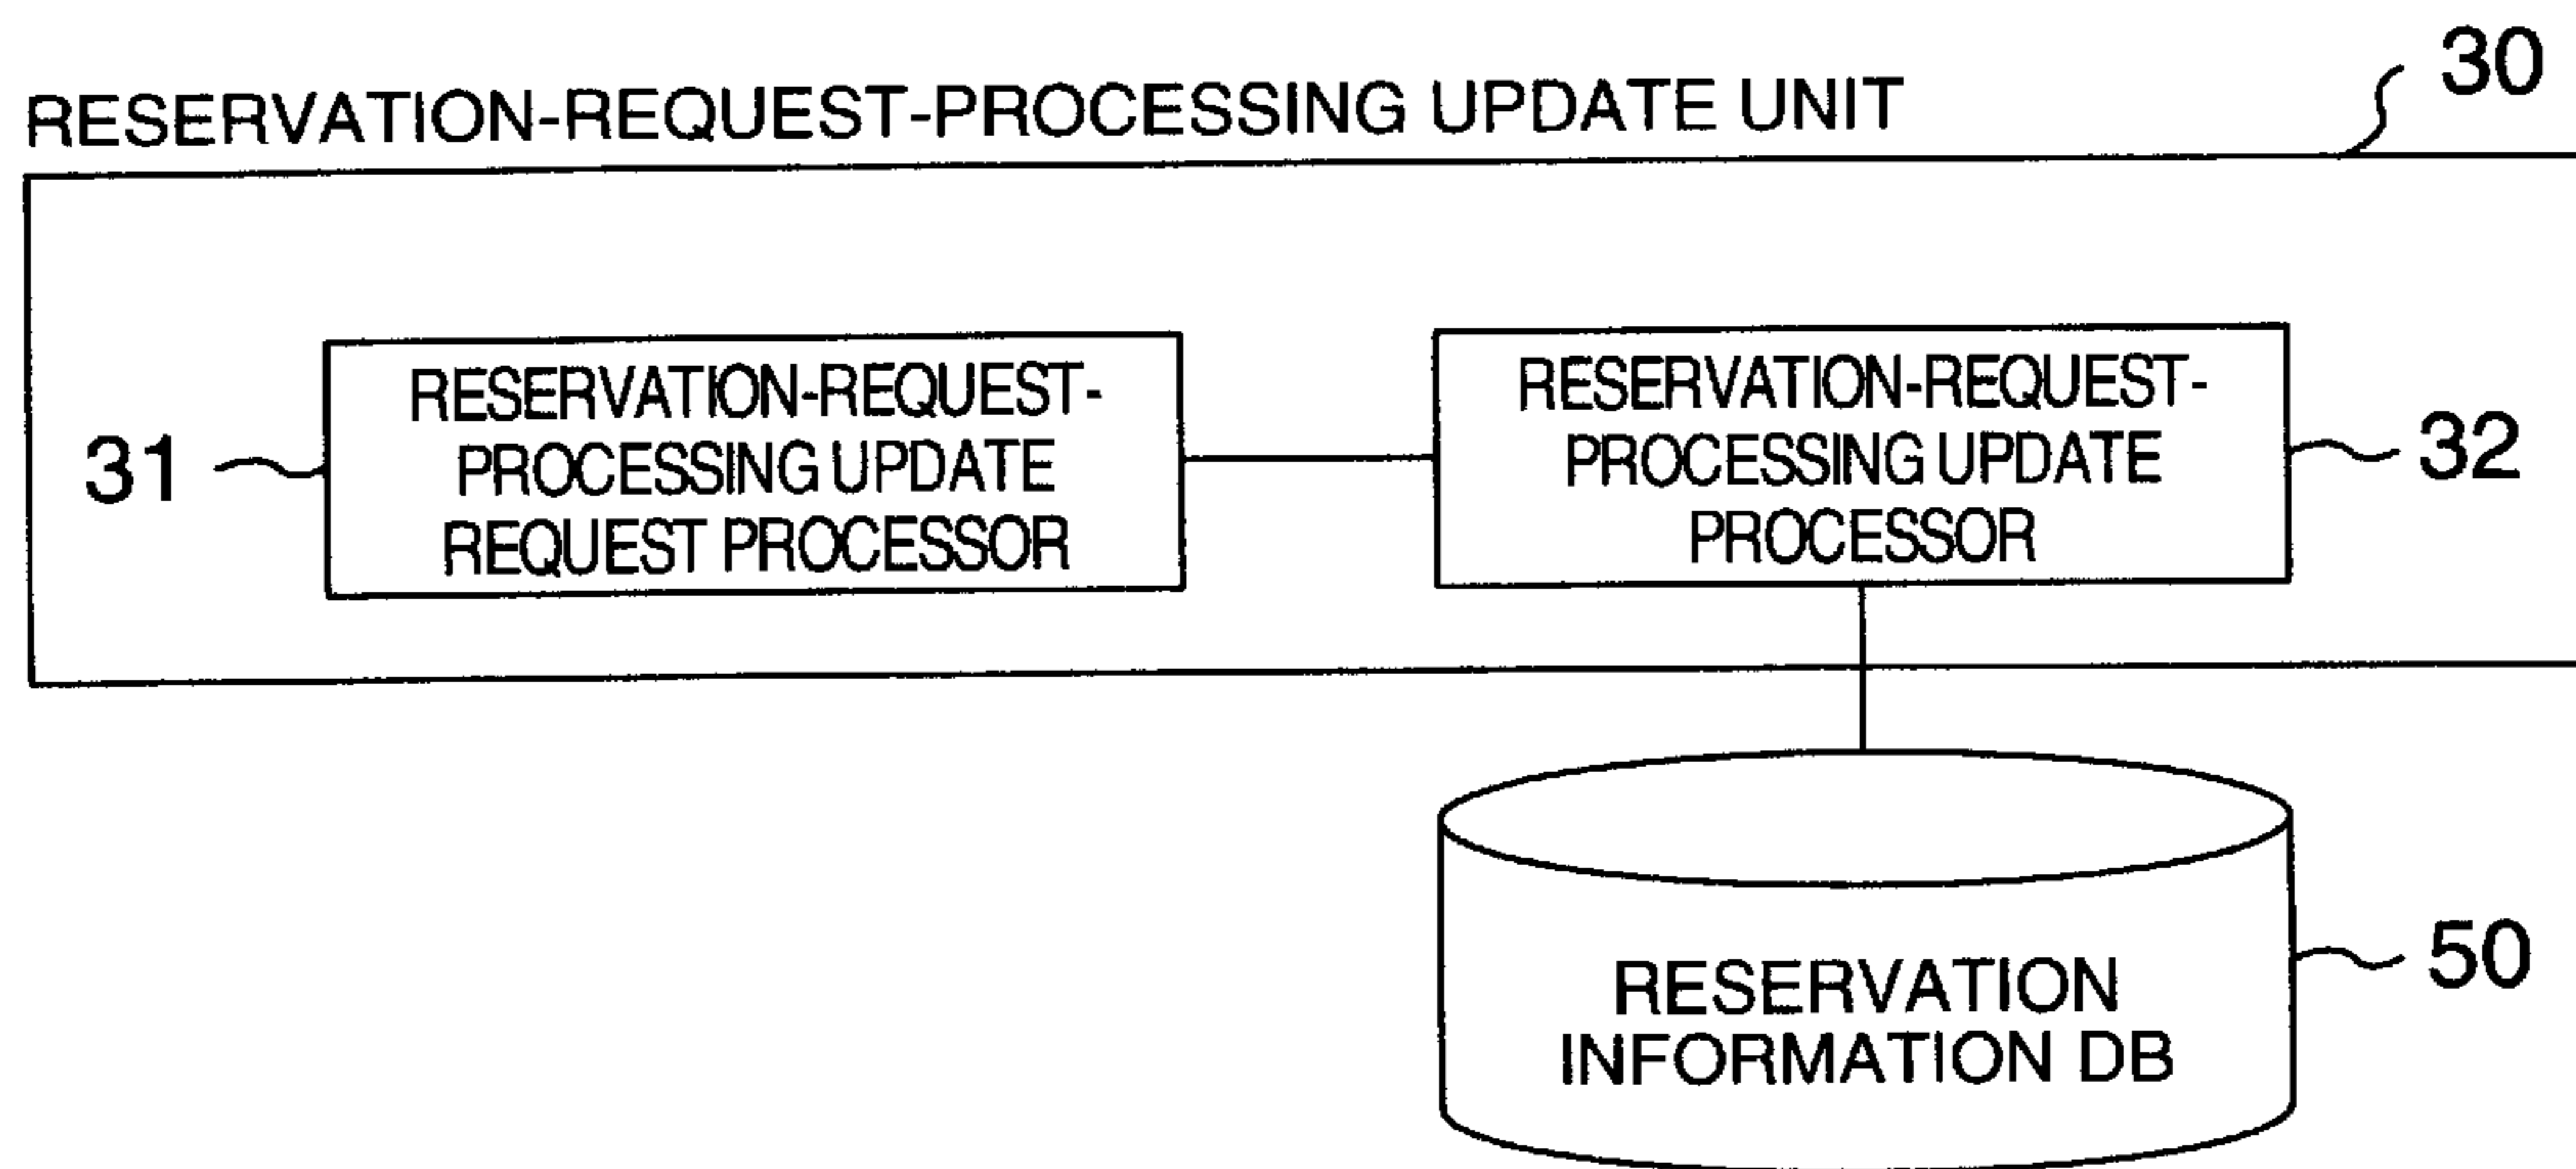 30
RESERVATION-REQUEST-PROCESSING UPDATE UNIT
31
RESERVATION-REQUEST-
PROCESSING UPDATE
REQUEST PROCESSOR
RESERVATION-REQUEST-
PROCESSING UPDATE
PROCESSOR
32
RESERVATION
INFORMATION DB
50